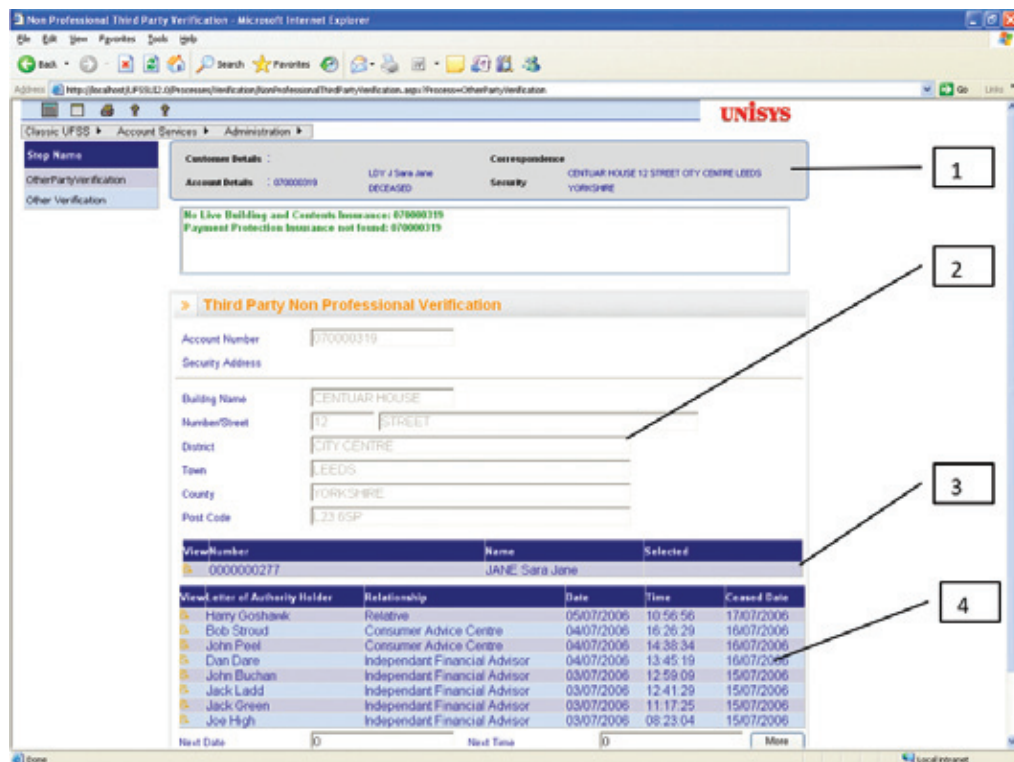 Non Professional Third Party Verification - Microsoft Internet Explorer
File Edit View Favorites Tools Help
Back Search Favorites
Address http://localhost/UFSSUI2.0/Processes/Verification/NonProfessionalThirdPartyVerification.aspx?Process=OtherPartyVerification Go Links
UNISYS
Classic UFSS Account Services Administration
Step Name
OtherPartyVerification
Other Verification
Customer Details : Correspondence
Account Details : 070000319 LDY J Sara Jane DECEASED Security CENTUAR HOUSE 12 STREET CITY CENTRE LEEDS YORKSHIRE
1
No Live Building and Contents Insurance: 070000319
Payment Protection Insurance not found: 070000319
2
» Third Party Non Professional Verification
Account Number 070000319
Security Address
Building Name CENTUAR HOUSE
Number/Street 12 STREET
District CITY CENTRE
Town LEEDS
County YORKSHIRE
Post Code L23 6SP
3
View Number Name Selected
0000000277 JANE Sara Jane
4
View Letter of Authority Holder Relationship Date Time Ceased Date
Harry Goshawk Relative 05/07/2006 10:56:56 17/07/2006
Bob Stroud Consumer Advice Centre 04/07/2006 16:26:29 16/07/2006
John Peel Consumer Advice Centre 04/07/2006 14:38:34 16/07/2006
Dan Dare Independant Financial Advisor 04/07/2006 13:45:19 16/07/2006
John Buchan Independant Financial Advisor 03/07/2006 12:59:09 15/07/2006
Jack Ladd Independant Financial Advisor 03/07/2006 12:41:29 15/07/2006
Jack Green Independant Financial Advisor 03/07/2006 11:17:25 15/07/2006
Joe High Independant Financial Advisor 03/07/2006 08:23:04 15/07/2006
Next Date 0 Next Time 0 More
Done Local intranet